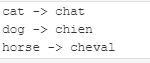 cat -> chat
dog -> chien
horse -> cheval